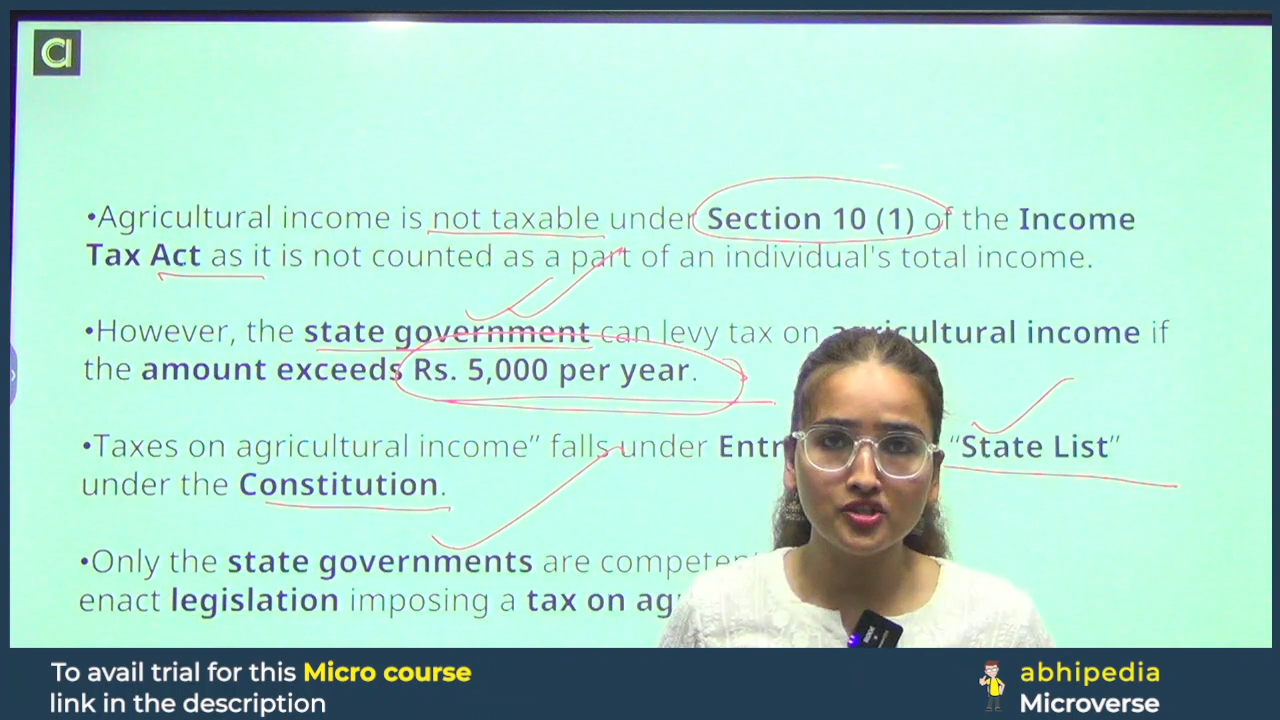 •Agricultural income is not taxable under Section 10 (1) of the Income
Tax Act as it is not counted as a part of an individual's total income.
•However, the state government can levy tax on agricultural income if
the amount exceeds Rs. 5,000 per year.
•Taxes on agricultural income” falls under “State List”
under the Constitution.
•Only the state governments are
enact legislation imposing a tax on
To avail trial for this Micro course
link in the description
abhipedia
Microverse